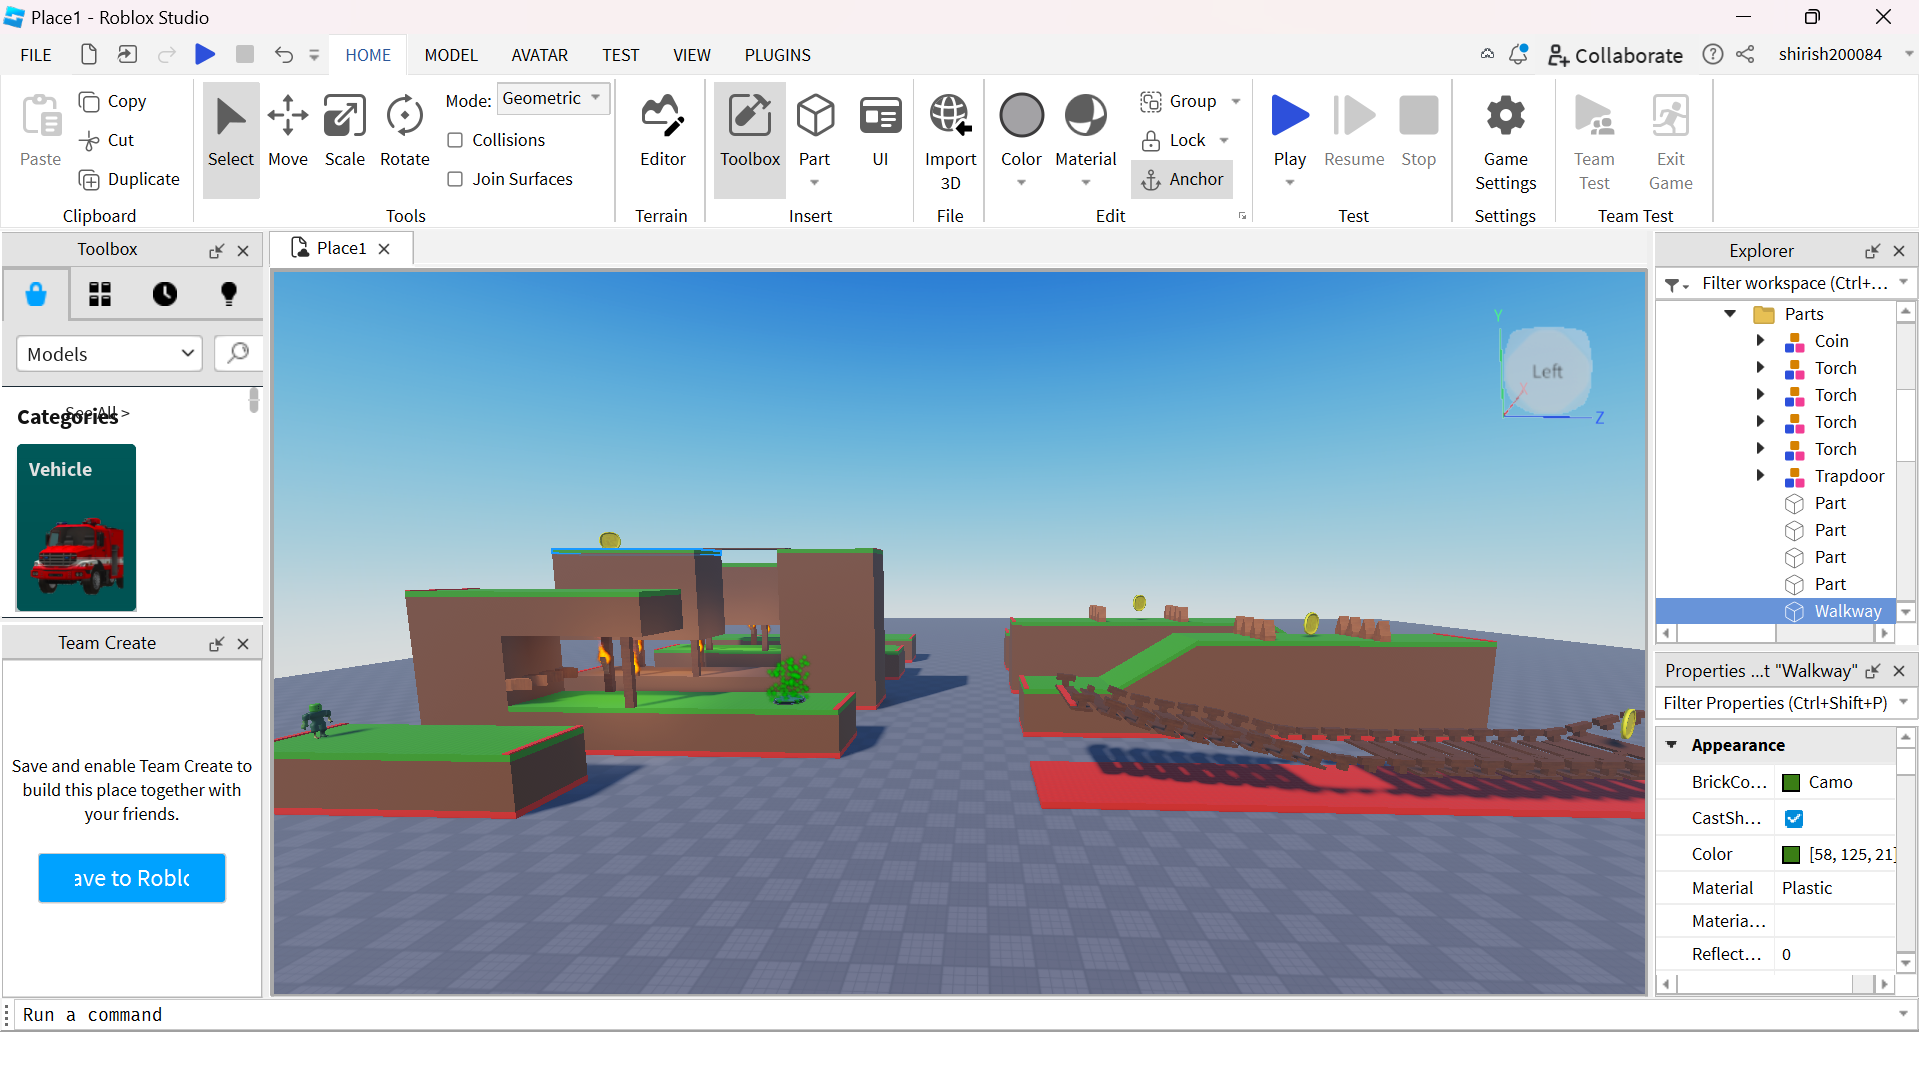 Place1 - Roblox Studio
FILE HOME MODEL AVATAR TEST VIEW PLUGINS Collaborate shirish200084
Paste Copy Cut Duplicate
Clipboard
Select Move Scale Rotate
Mode: Geometric
Collisions
Join Surfaces
Tools
Editor
Terrain
Toolbox Part UI
Insert
Import 3D
File
Color Material
Group
Lock
Anchor
Edit
Play Resume Stop
Test
Game Settings
Settings
Team Test Exit Game
Team Test
Toolbox
Models
Categories
See All >
Vehicle
Team Create
Save and enable Team Create to
build this place together with
your friends.
ave to Roblo
Place1
Left
Y
X
Z
Explorer
Filter workspace (Ctrl+...
Parts
Coin
Torch
Torch
Torch
Torch
Trapdoor
Part
Part
Part
Part
Walkway
Properties ...t "Walkway"
Filter Properties (Ctrl+Shift+P)
Appearance
BrickCo... Camo
CastSh...
Color [58, 125, 21]
Material Plastic
Materia...
Reflect... 0
Run a command